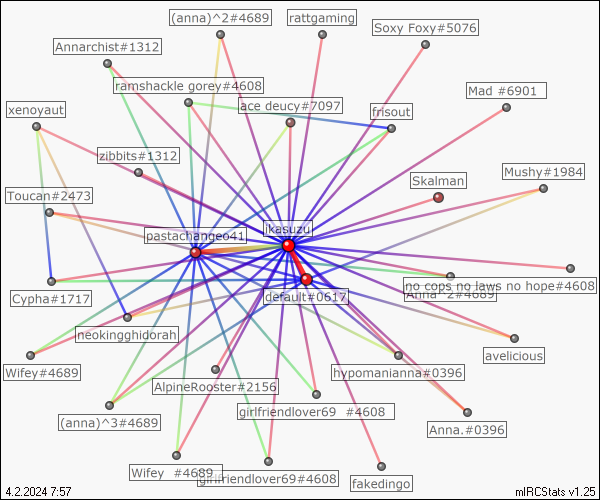 (anna)^2#4689
rattgaming
Soxy Foxy#5076
Annarchist#1312
ramshackle gorey#4608
ace deucy#7097
frisout
Mad #6901
xenoyaut
zibbits#1312
Skalman
Mushy#1984
Toucan#2473
pastachangeo41
jkasuzu
Cypha#1717
default#0617
no cops no laws no hope#4608
Anna^2#4689
neokingghidorah
avelicious
Wifey#4689
AlpineRooster#2156
hypomanianna#0396
(anna)^3#4689
girlfriendlover69 #4608
Anna.#0396
Wifey #4689
girlfriendlover69#4608
fakedingo
4.2.2024 7:57
mIRCStats v1.25